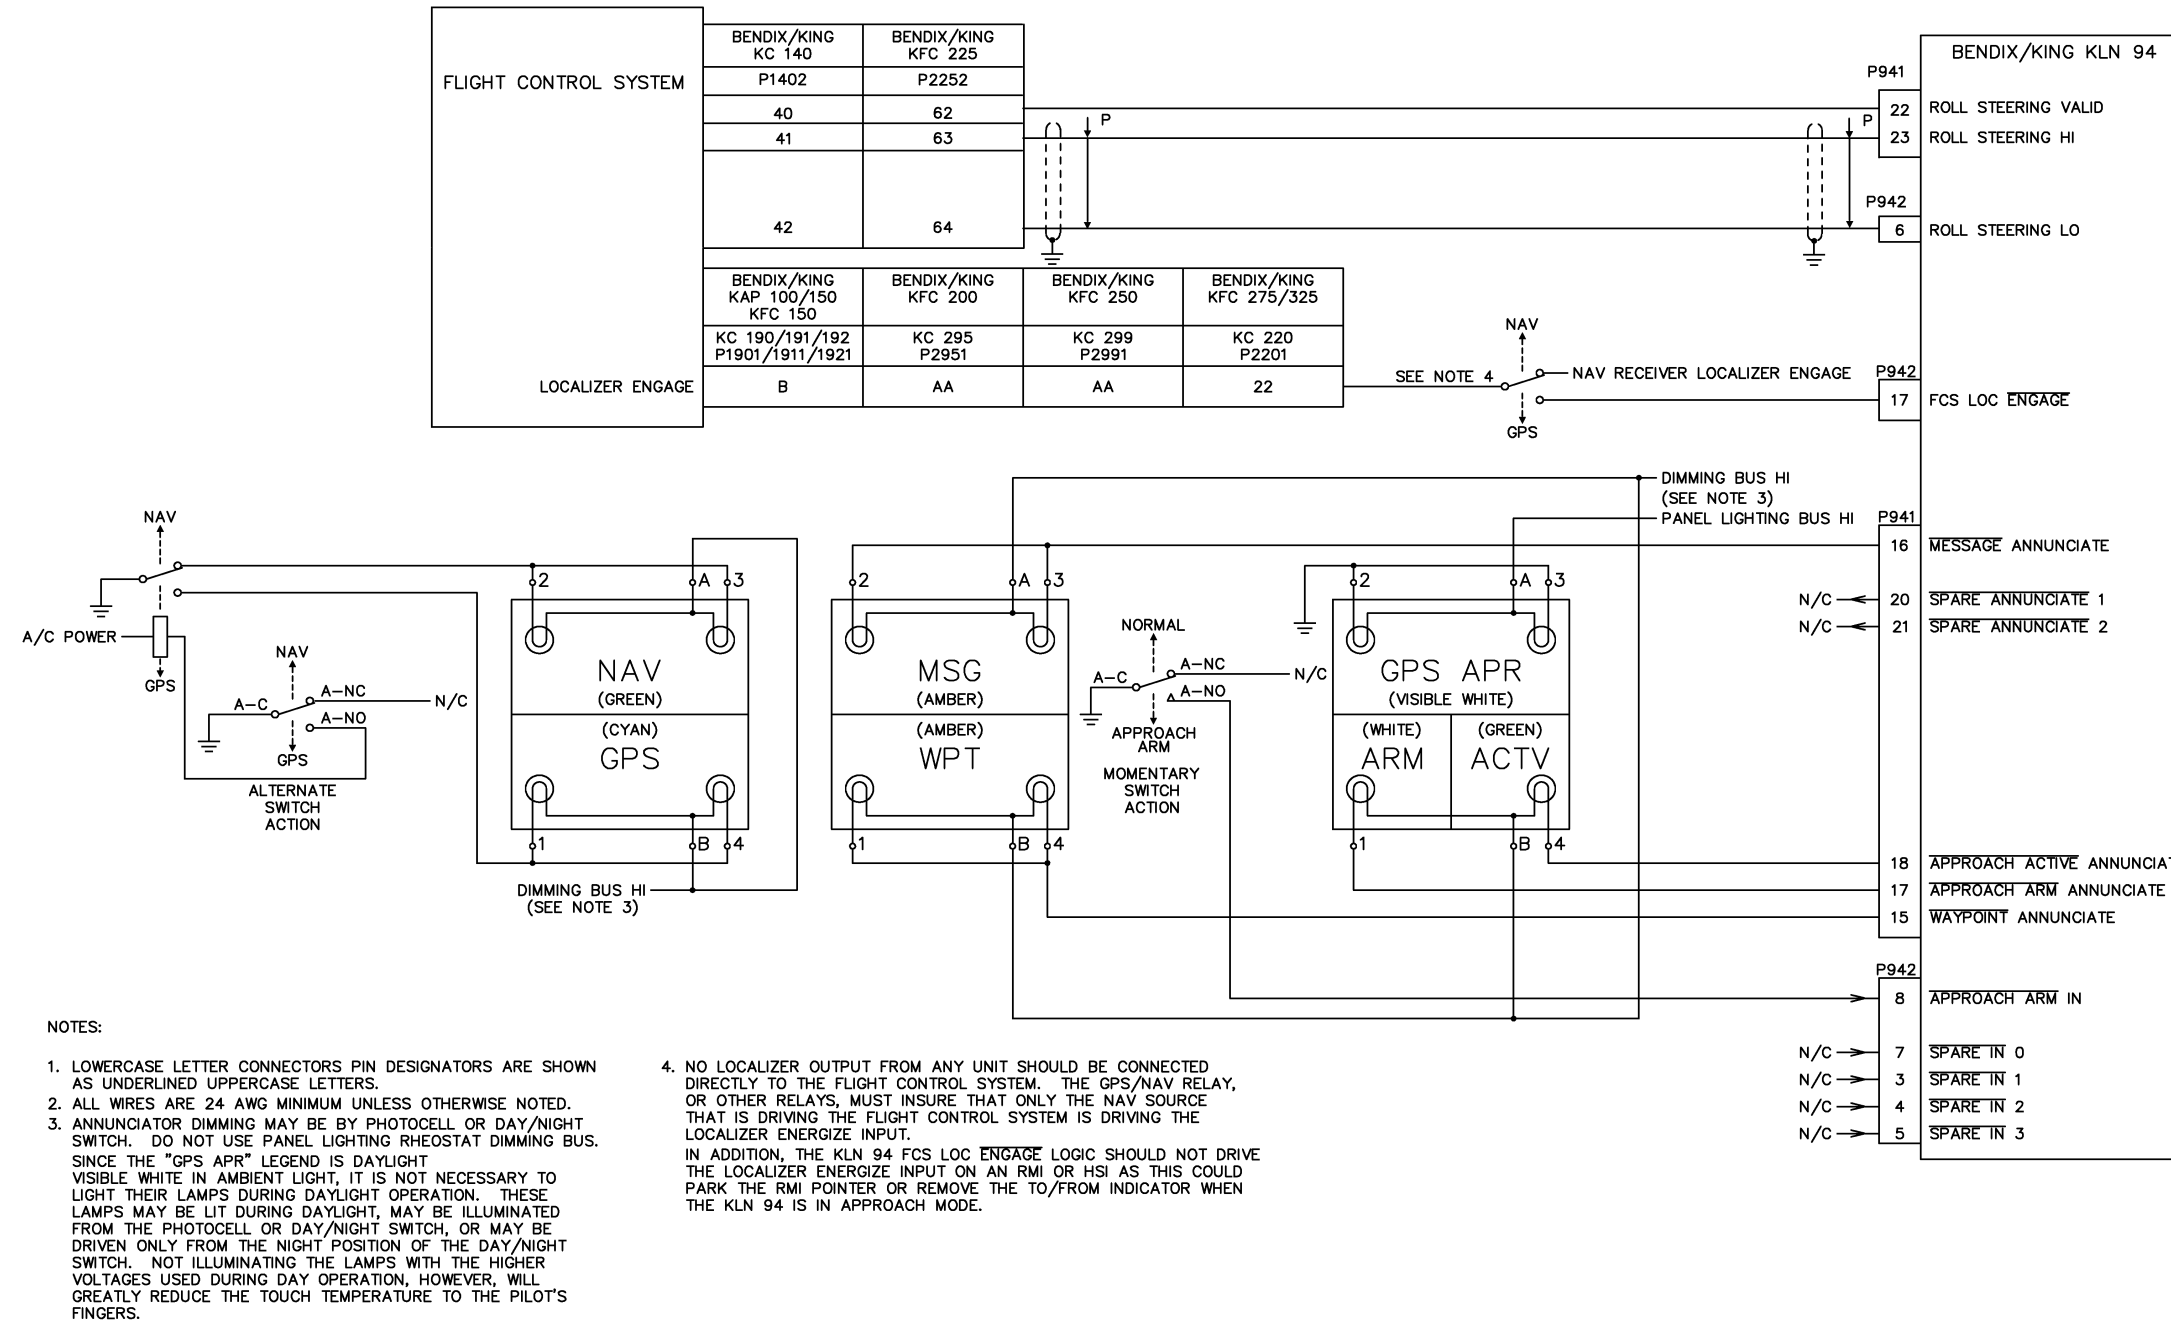 FLIGHT CONTROL SYSTEM
BENDIX/KING
KC 140
BENDIX/KING
KFC 225
P1402
P2252
40
62
41
63
42
64
BENDIX/KING
KAP 100/150
KFC 150
BENDIX/KING
KFC 200
BENDIX/KING
KFC 250
BENDIX/KING
KFC 275/325
KC 190/191/192
P1901/1911/1921
KC 295
P2951
KC 299
P2991
KC 220
P2201
LOCALIZER ENGAGE
B
AA
AA
22
P
P
SEE NOTE 4
NAV
GPS
NAV RECEIVER LOCALIZER ENGAGE
BENDIX/KING KLN 94
P941
22 ROLL STEERING VALID
23 ROLL STEERING HI
P942
6 ROLL STEERING LO
P942
17 FCS LOC ENGAGE
DIMMING BUS HI
(SEE NOTE 3)
PANEL LIGHTING BUS HI
P941
16 MESSAGE ANNUNCIATE
N/C 20 SPARE ANNUNCIATE 1
N/C 21 SPARE ANNUNCIATE 2
18 APPROACH ACTIVE ANNUNCIAT
17 APPROACH ARM ANNUNCIATE
15 WAYPOINT ANNUNCIATE
P942
8 APPROACH ARM IN
N/C 7 SPARE IN 0
N/C 3 SPARE IN 1
N/C 4 SPARE IN 2
N/C 5 SPARE IN 3
NAV
A/C POWER
GPS
NAV
A-C
A-NC
N/C
A-NO
GPS
ALTERNATE
SWITCH
ACTION
2 A 3
NAV
(GREEN)
(CYAN)
GPS
1 B 4
DIMMING BUS HI
(SEE NOTE 3)
2 A 3
MSG
(AMBER)
(AMBER)
WPT
1 B 4
NORMAL
A-C
A-NC
N/C
A-NO
APPROACH
ARM
MOMENTARY
SWITCH
ACTION
2 A 3
GPS APR
(VISIBLE WHITE)
(WHITE)
ARM
(GREEN)
ACTV
1 B 4
NOTES:
1. LOWERCASE LETTER CONNECTORS PIN DESIGNATORS ARE SHOWN
AS UNDERLINED UPPERCASE LETTERS.
2. ALL WIRES ARE 24 AWG MINIMUM UNLESS OTHERWISE NOTED.
3. ANNUNCIATOR DIMMING MAY BE BY PHOTOCELL OR DAY/NIGHT
SWITCH. DO NOT USE PANEL LIGHTING RHEOSTAT DIMMING BUS.
SINCE THE "GPS APR" LEGEND IS DAYLIGHT
VISIBLE WHITE IN AMBIENT LIGHT, IT IS NOT NECESSARY TO
LIGHT THEIR LAMPS DURING DAYLIGHT OPERATION. THESE
LAMPS MAY BE LIT DURING DAYLIGHT, MAY BE ILLUMINATED
FROM THE PHOTOCELL OR DAY/NIGHT SWITCH, OR MAY BE
DRIVEN ONLY FROM THE NIGHT POSITION OF THE DAY/NIGHT
SWITCH. NOT ILLUMINATING THE LAMPS WITH THE HIGHER
VOLTAGES USED DURING DAY OPERATION, HOWEVER, WILL
GREATLY REDUCE THE TOUCH TEMPERATURE TO THE PILOT'S
FINGERS.
4. NO LOCALIZER OUTPUT FROM ANY UNIT SHOULD BE CONNECTED
DIRECTLY TO THE FLIGHT CONTROL SYSTEM. THE GPS/NAV RELAY,
OR OTHER RELAYS, MUST INSURE THAT ONLY THE NAV SOURCE
THAT IS DRIVING THE FLIGHT CONTROL SYSTEM IS DRIVING THE
LOCALIZER ENERGIZE INPUT.
IN ADDITION, THE KLN 94 FCS LOC ENGAGE LOGIC SHOULD NOT DRIVE
THE LOCALIZER ENERGIZE INPUT ON AN RMI OR HSI AS THIS COULD
PARK THE RMI POINTER OR REMOVE THE TO/FROM INDICATOR WHEN
THE KLN 94 IS IN APPROACH MODE.